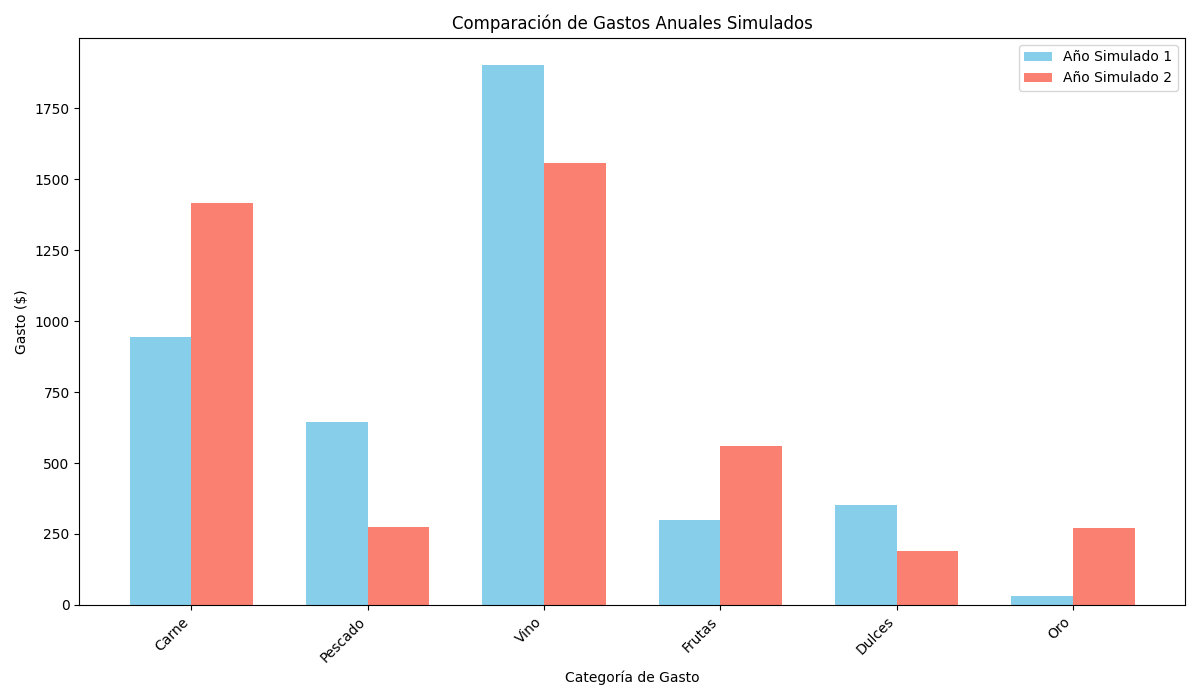 Comparación de Gastos Anuales Simulados
Año Simulado 1
Año Simulado 2
Gasto ($)
1750
1500
1250
1000
750
500
250
0
Carne
Pescado
Vino
Frutas
Dulces
Oro
Categoría de Gasto